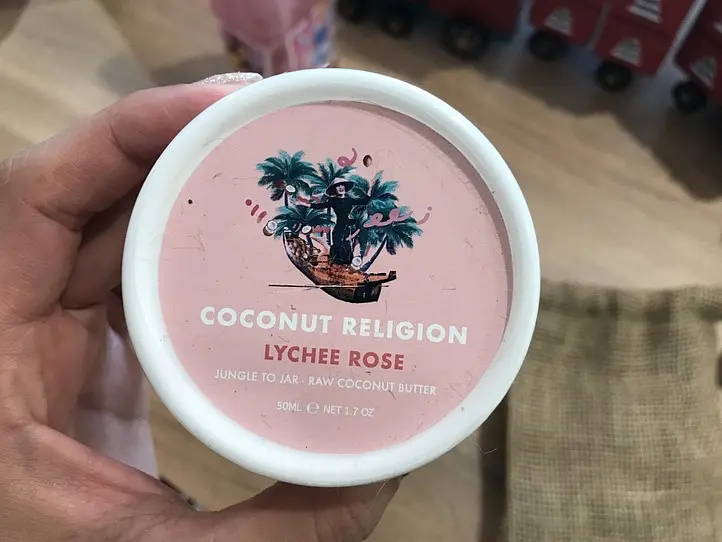 COCONUT RELIGION
LYCHEE ROSE
JUNGLE TO JAR - RAW COCONUT BUTTER
50ML ℮ NET 1.7 OZ